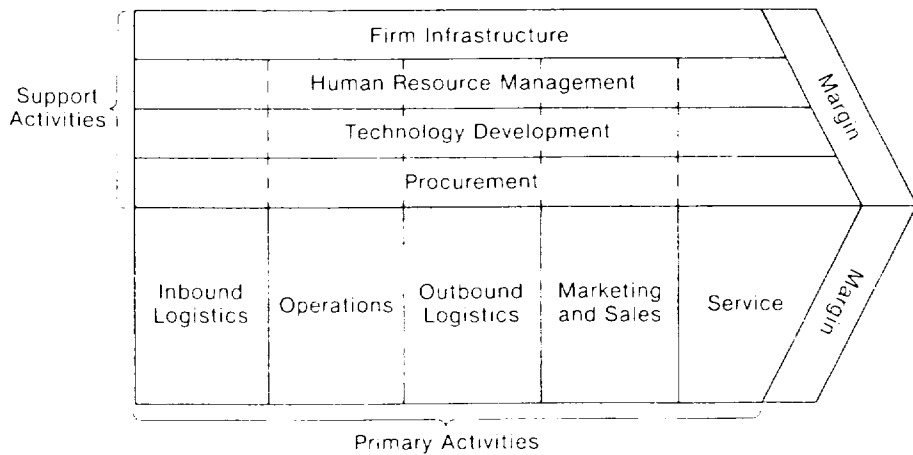 Firm Infrastructure
Human Resource Management
Support
Activities
Technology Development
Procurement
Margin
Inbound
Logistics
Operations
Outbound
Logistics
Marketing
and Sales
Service
Margin
Primary Activities